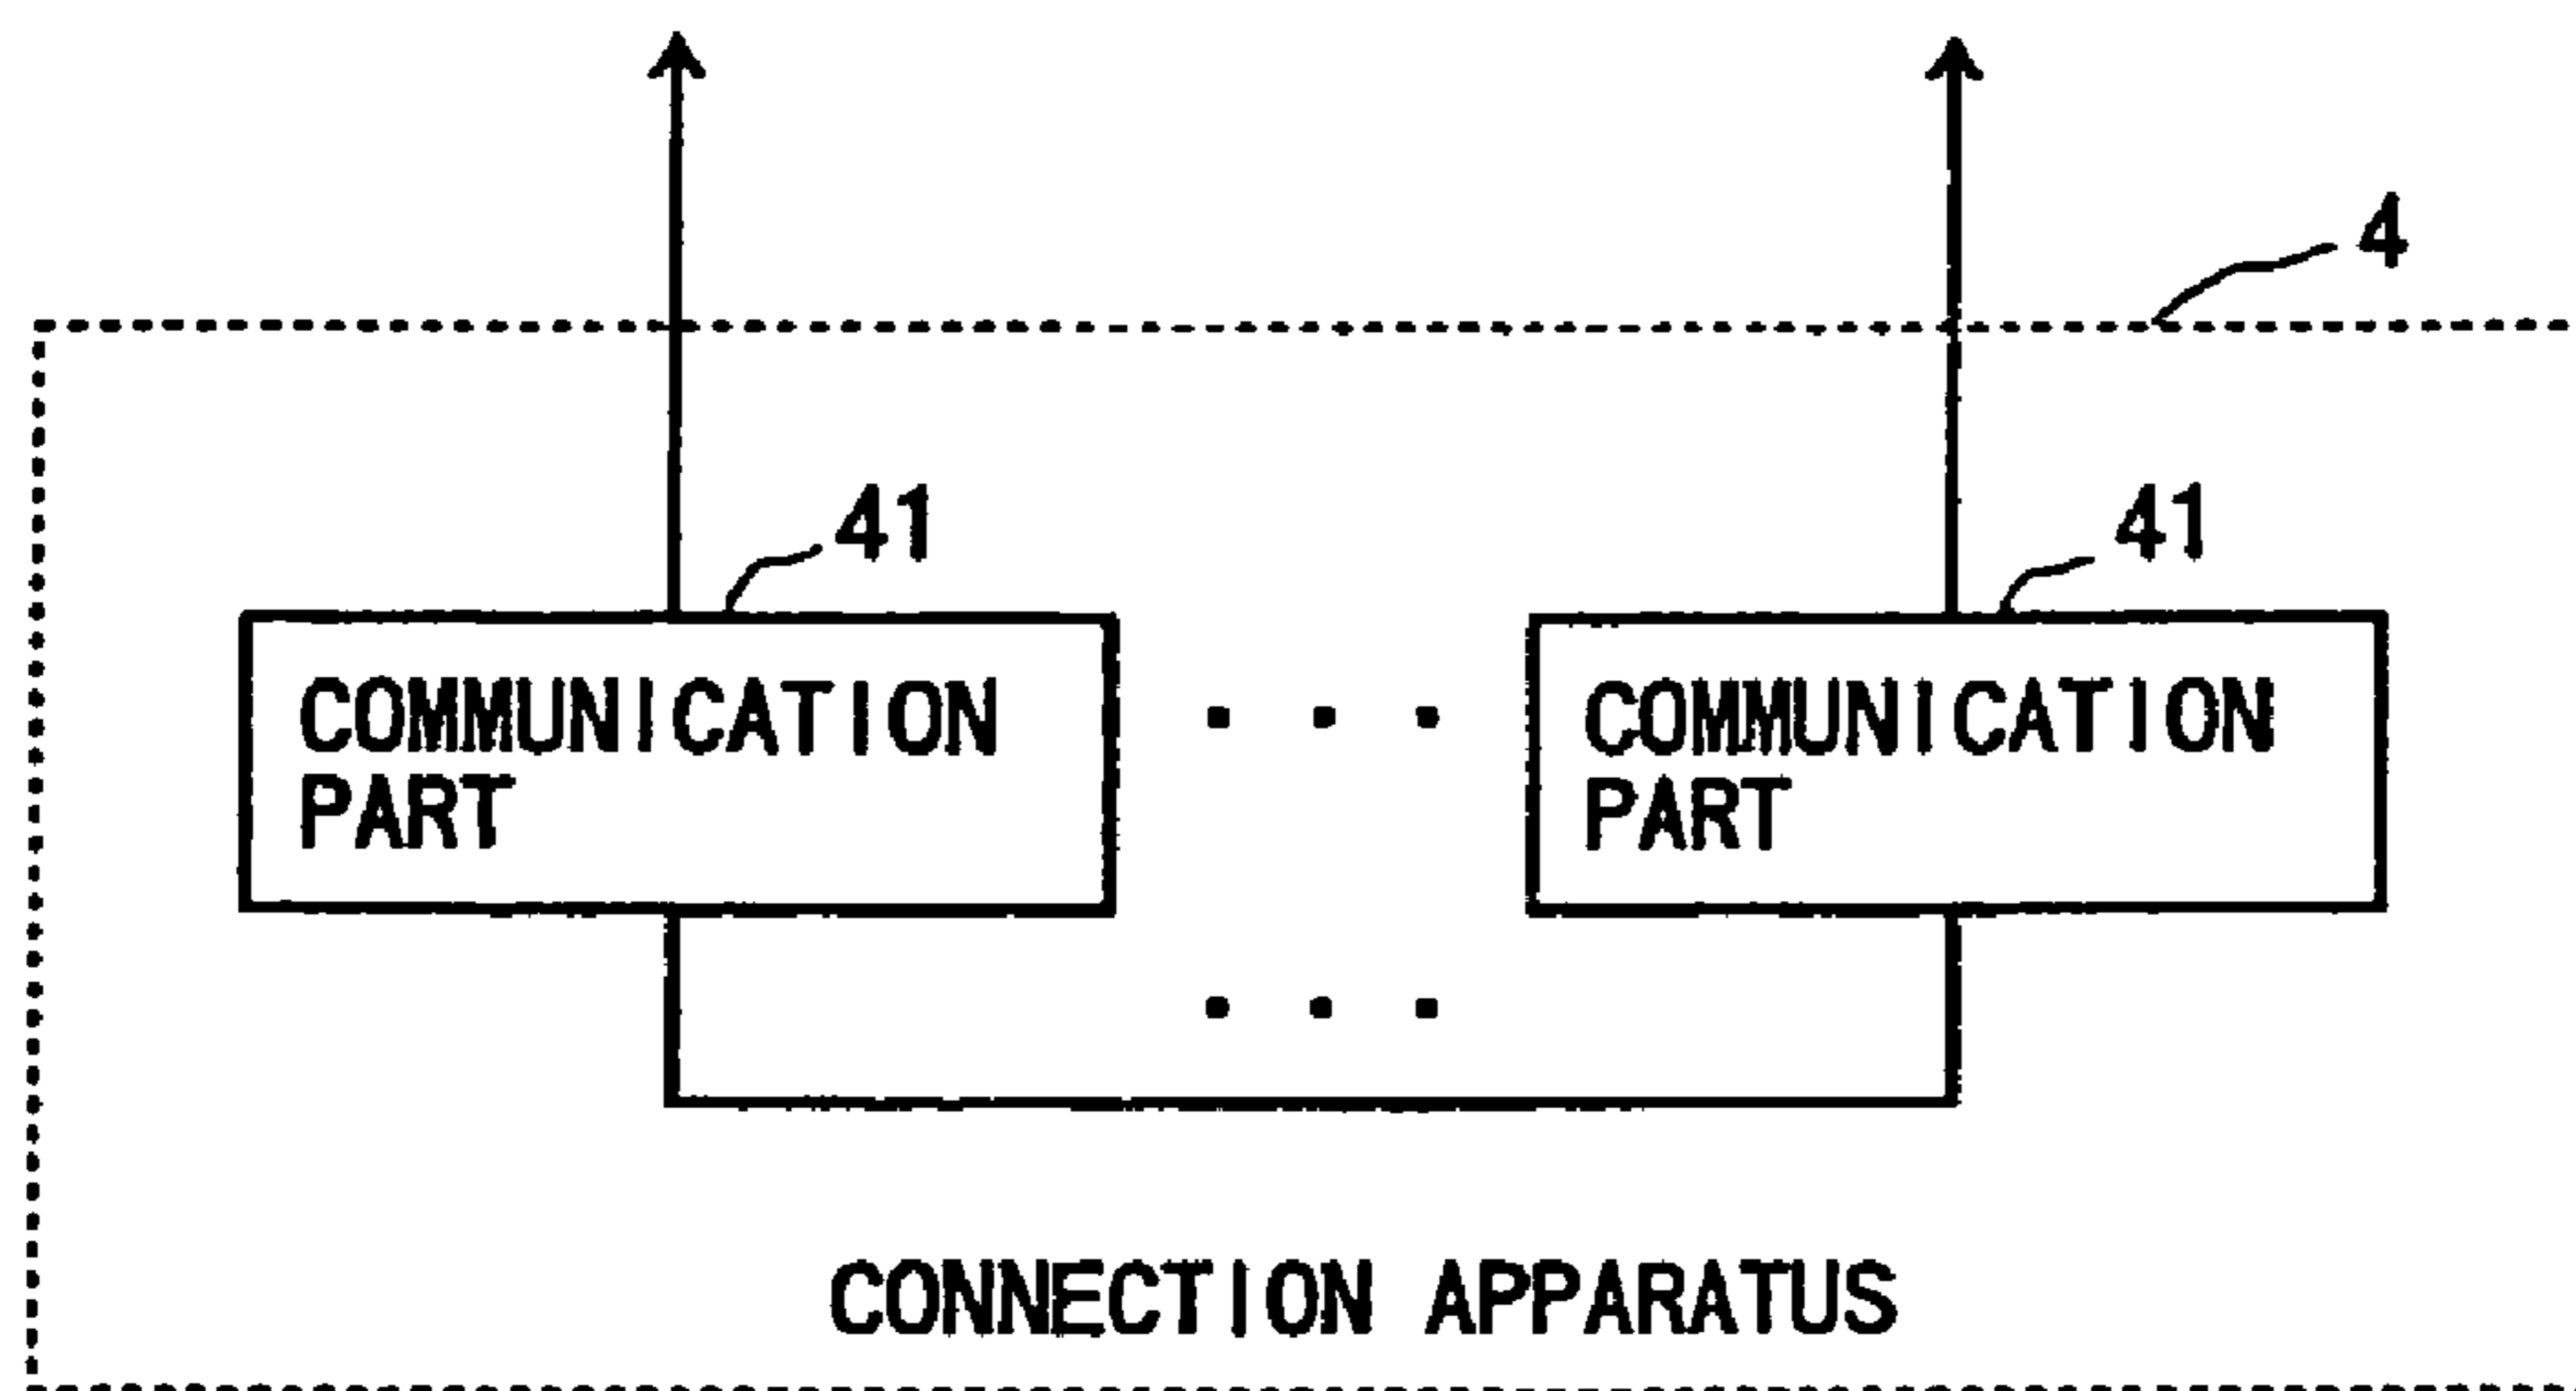 4
41
41
COMMUNICATION
PART
• • •
COMMUNICATION
PART
• • •
CONNECTION APPARATUS